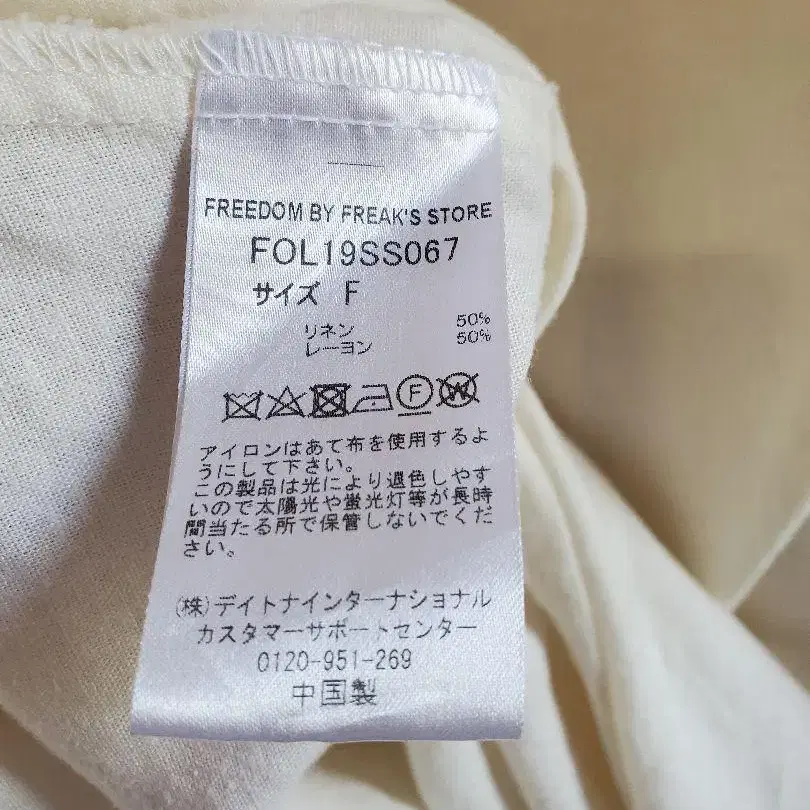 FREEDOM BY FREAK'S STORE
FOL19SS067
サイズ F
リネン 50%
レーヨン 50%
F W
アイロンはあて布を使用するよ
うにして下さい。
この製品は光により退色しやす
いので太陽光や蛍光灯等が長時
間当たる所で保管しないでくだ
さい。
(株)デイトナインターナショナル
カスタマーサポートセンター
0120-951-269
中国製